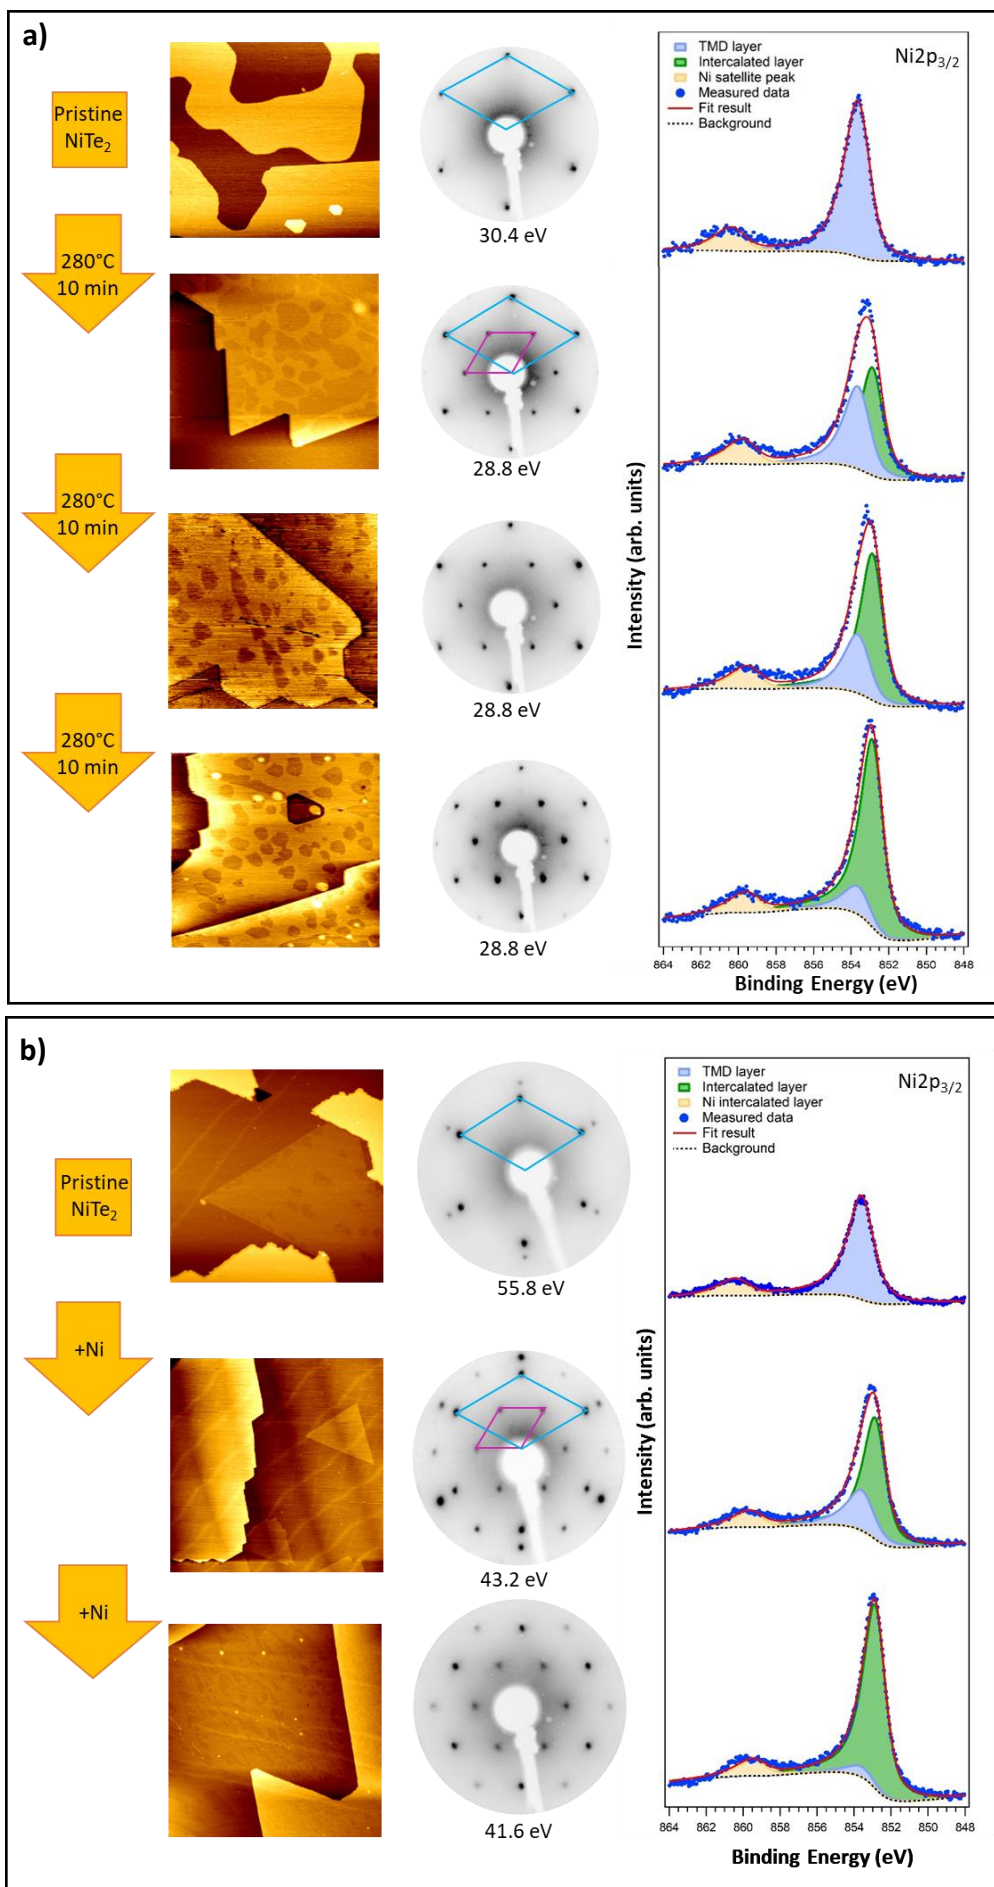 a)
Pristine
NiTe2
30.4 eV
280°C
10 min
28.8 eV
280°C
10 min
28.8 eV
280°C
10 min
28.8 eV
TMD layer
Intercalated layer
Ni satellite peak
Measured data
Fit result
Background
Ni2p3/2
Intensity (arb. units)
864 862 860 858 856 854 852 850 848
Binding Energy (eV)
b)
Pristine
NiTe2
55.8 eV
+Ni
43.2 eV
+Ni
41.6 eV
TMD layer
Intercalated layer
Ni intercalated layer
Measured data
Fit result
Background
Ni2p3/2
Intensity (arb. units)
864 862 860 858 856 854 852 850 848
Binding Energy (eV)